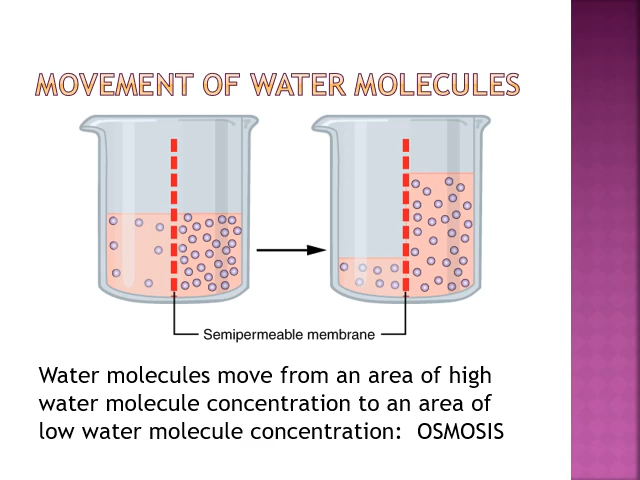 MOVEMENT OF WATER MOLECULES
Semipermeable membrane
Water molecules move from an area of high
water molecule concentration to an area of
low water molecule concentration:  OSMOSIS